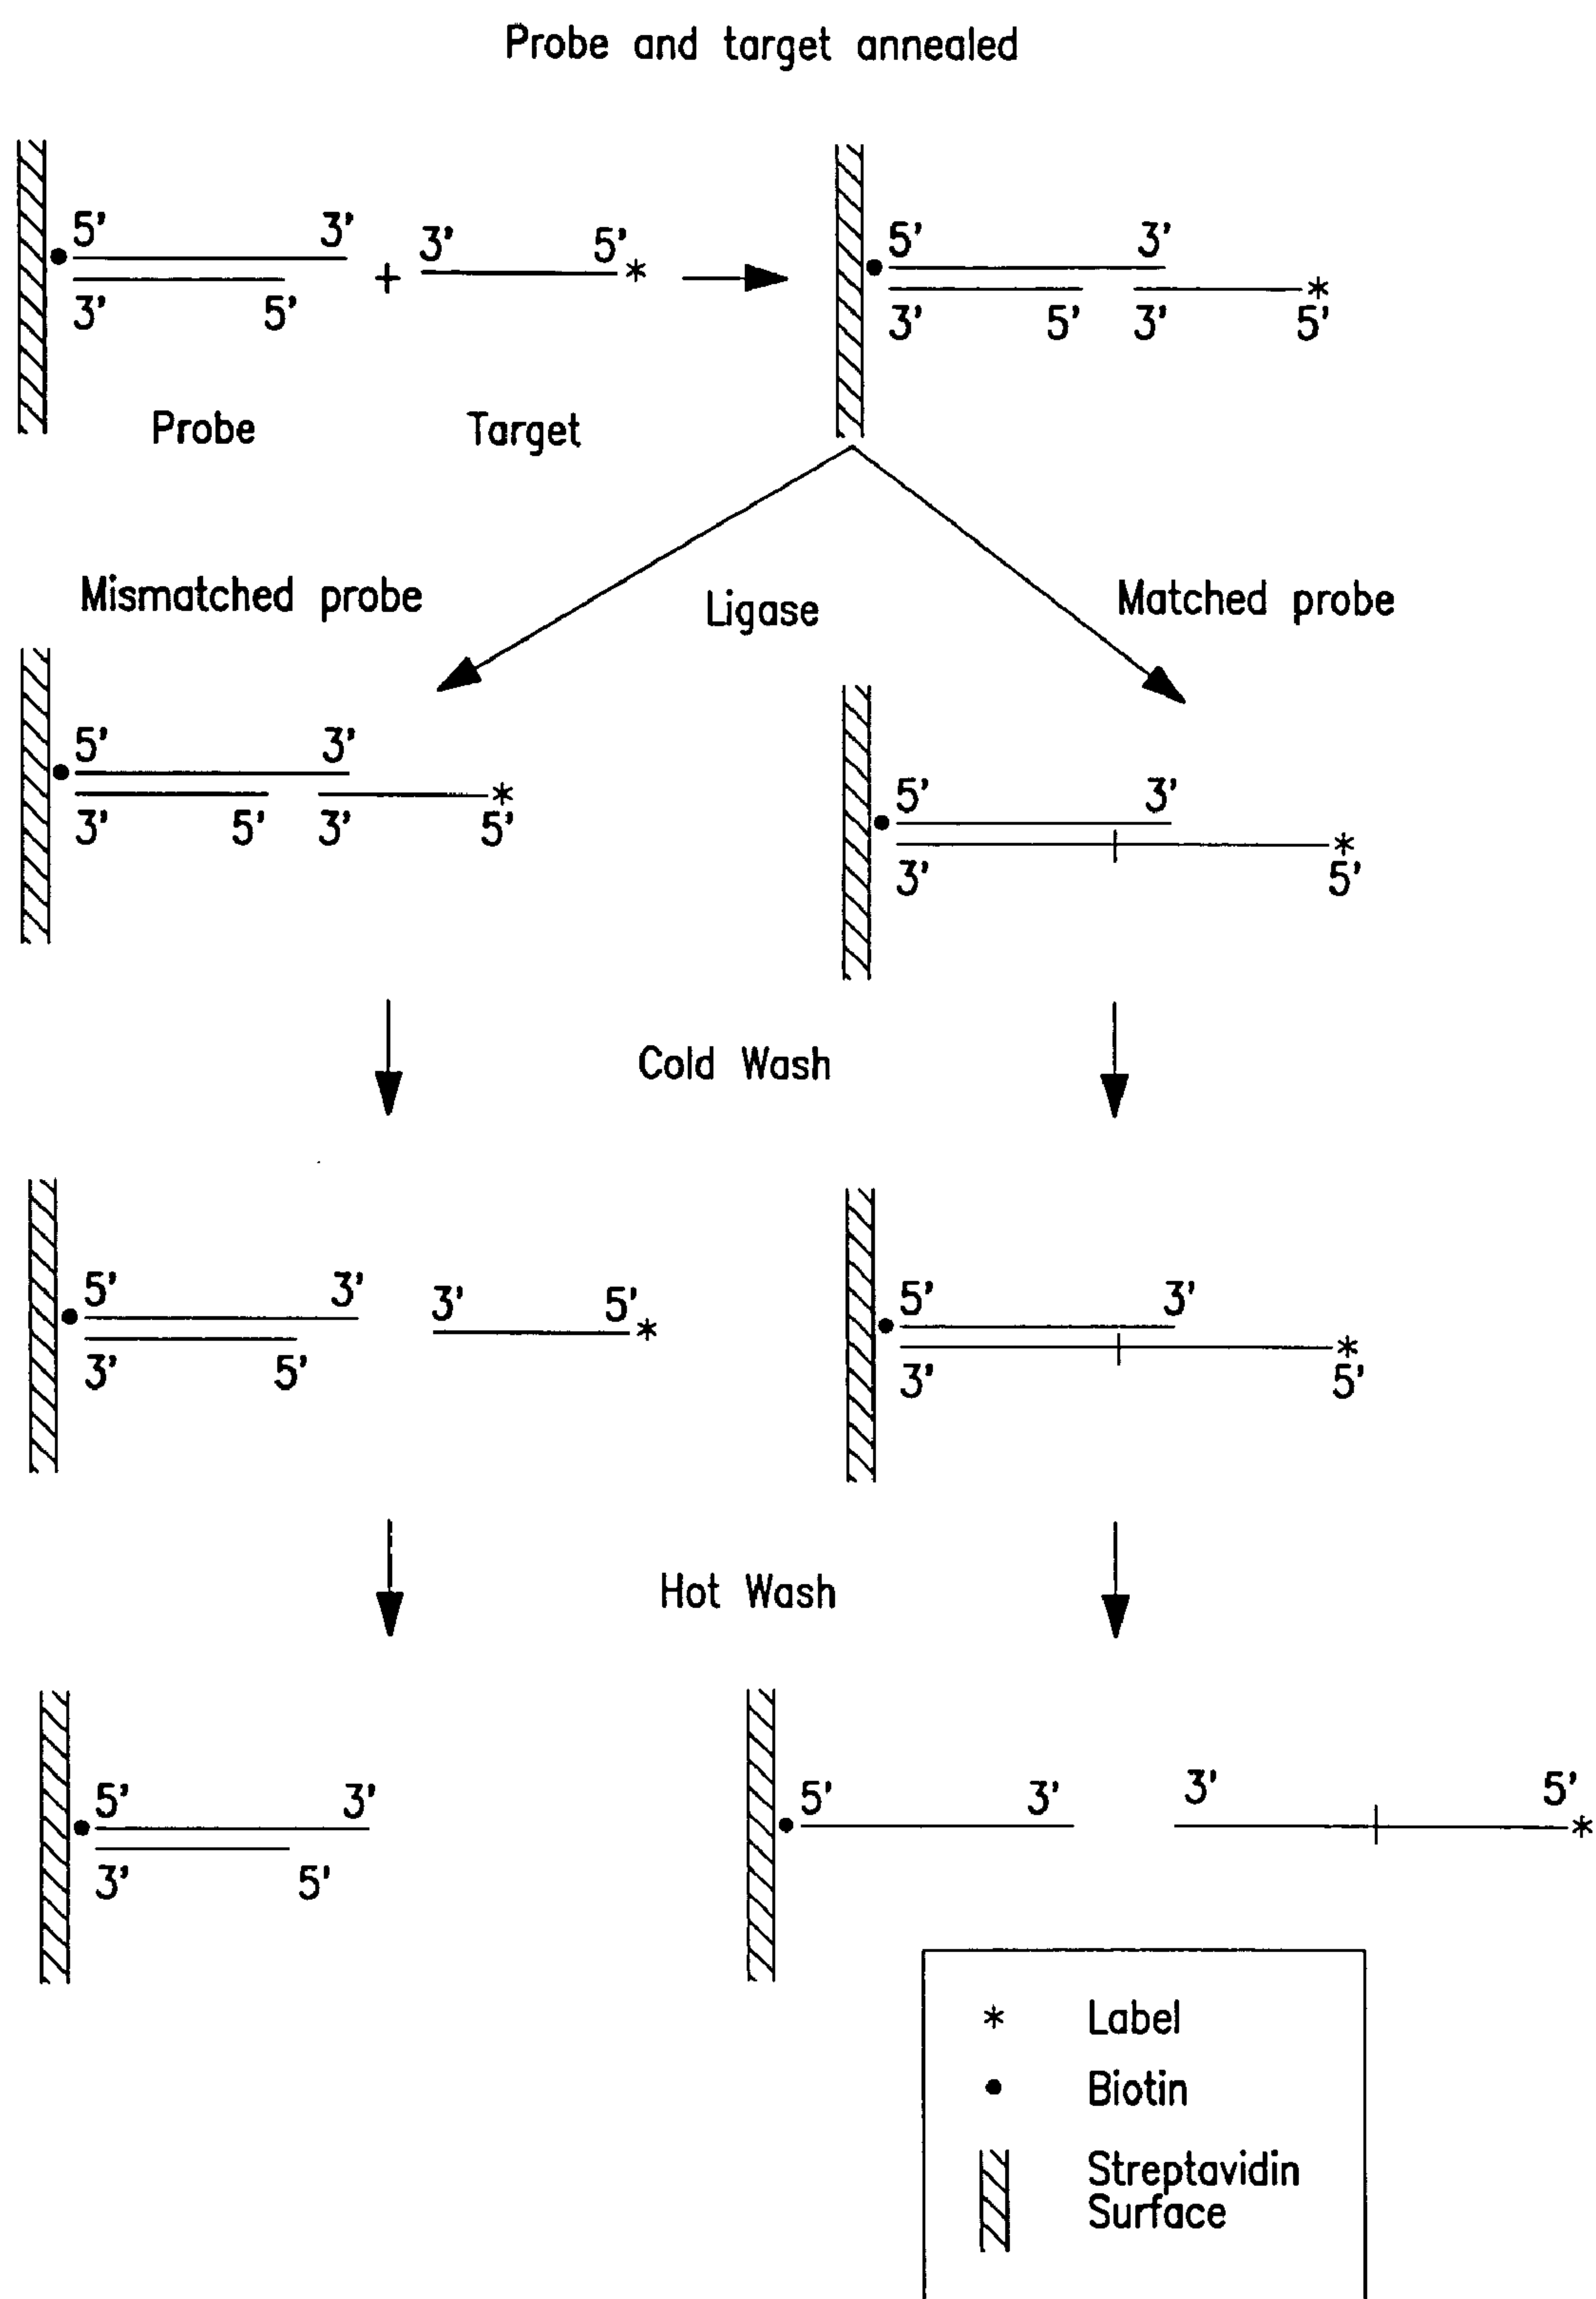 Probe and target annealed
5' 3' 3' 5' * 5' 3'
+
3' 5' 3' 5' 3' 5' *
Probe Target
Mismatched probe Ligase Matched probe
5' 3' 5' 3'
3' 5' 3' 5' * 3' 5' *
Cold Wash
5' 3' 3' 5' * 5' 3'
3' 5' 3' 5' *
Hot Wash
5' 3' 5' 3' 3' 5' *
3' 5'
* Label
Biotin
Streptavidin
Surface